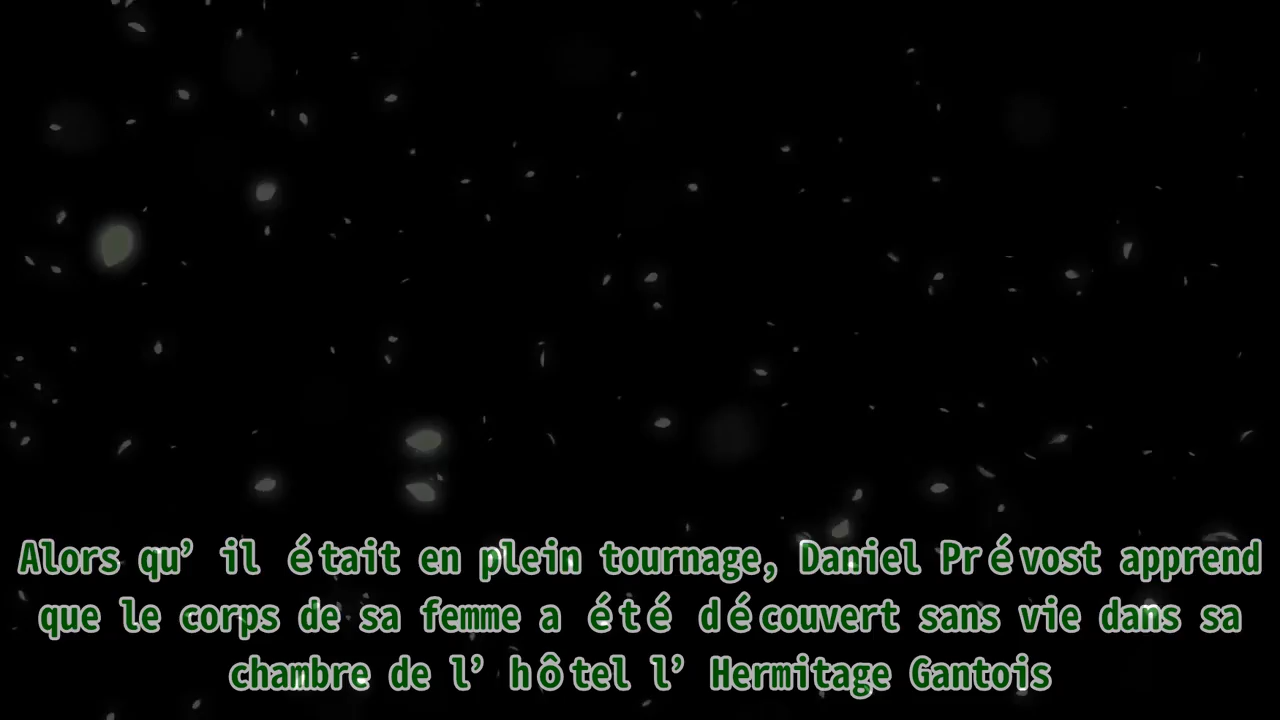 Alors qu’il était en plein tournage, Daniel Prévost apprend
que le corps de sa femme a été découvert sans vie dans sa
chambre de l’hôtel l’Hermitage Gantois